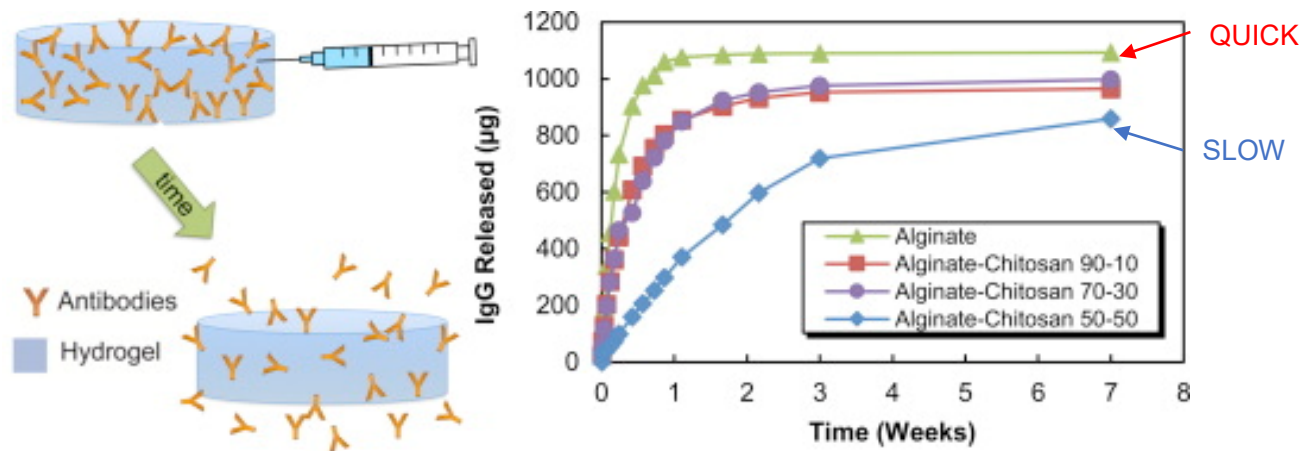 time
Antibodies
Hydrogel
IgG Released (µg)
1200
1000
800
600
400
200
0
0 1 2 3 4 5 6 7 8
Time (Weeks)
Alginate
Alginate-Chitosan 90-10
Alginate-Chitosan 70-30
Alginate-Chitosan 50-50
QUICK
SLOW